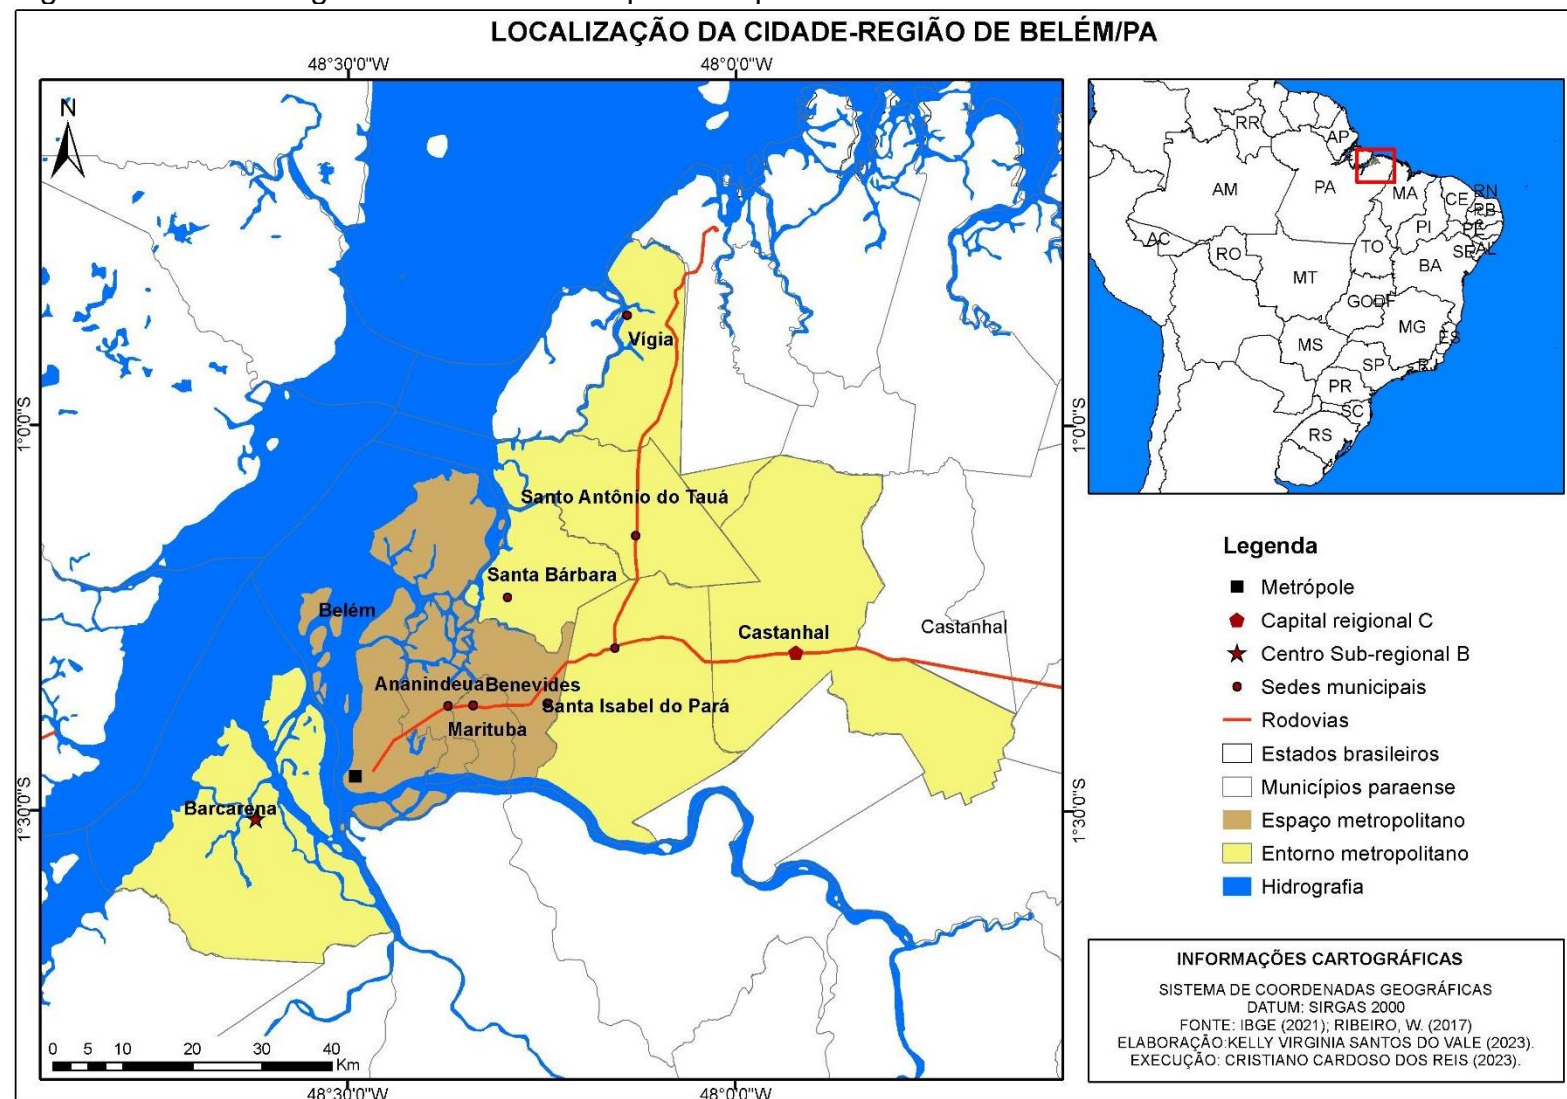 LOCALIZAÇÃO DA CIDADE-REGIÃO DE BELÉM/PA
48°30'0"W
48°0'0"W
N
1°0'0"S
1°0'0"S
Vígia
Santo Antônio do Tauá
Santa Bárbara
Belém
Castanhal
Castanhal
Ananindeua
Benevides
Santa Isabel do Pará
Marituba
Barcarena
1°30'0"S
1°30'0"S
0 5 10 20 30 40
Km
48°30'0"W
48°0'0"W
RR
AP
AM
PA
MA
CE
RN
PB
PI
PE
AC
RO
TO
SE
AL
BA
MT
GO
DF
MG
ES
MS
SP
RJ
PR
SC
RS
Legenda
Metrópole
Capital reigional C
Centro Sub-regional B
Sedes municipais
Rodovias
Estados brasileiros
Municípios paraense
Espaço metropolitano
Entorno metropolitano
Hidrografia
INFORMAÇÕES CARTOGRÁFICAS
SISTEMA DE COORDENADAS GEOGRÁFICAS
DATUM: SIRGAS 2000
FONTE: IBGE (2021); RIBEIRO, W. (2017)
ELABORAÇÃO:KELLY VIRGINIA SANTOS DO VALE (2023).
EXECUÇÃO: CRISTIANO CARDOSO DOS REIS (2023).